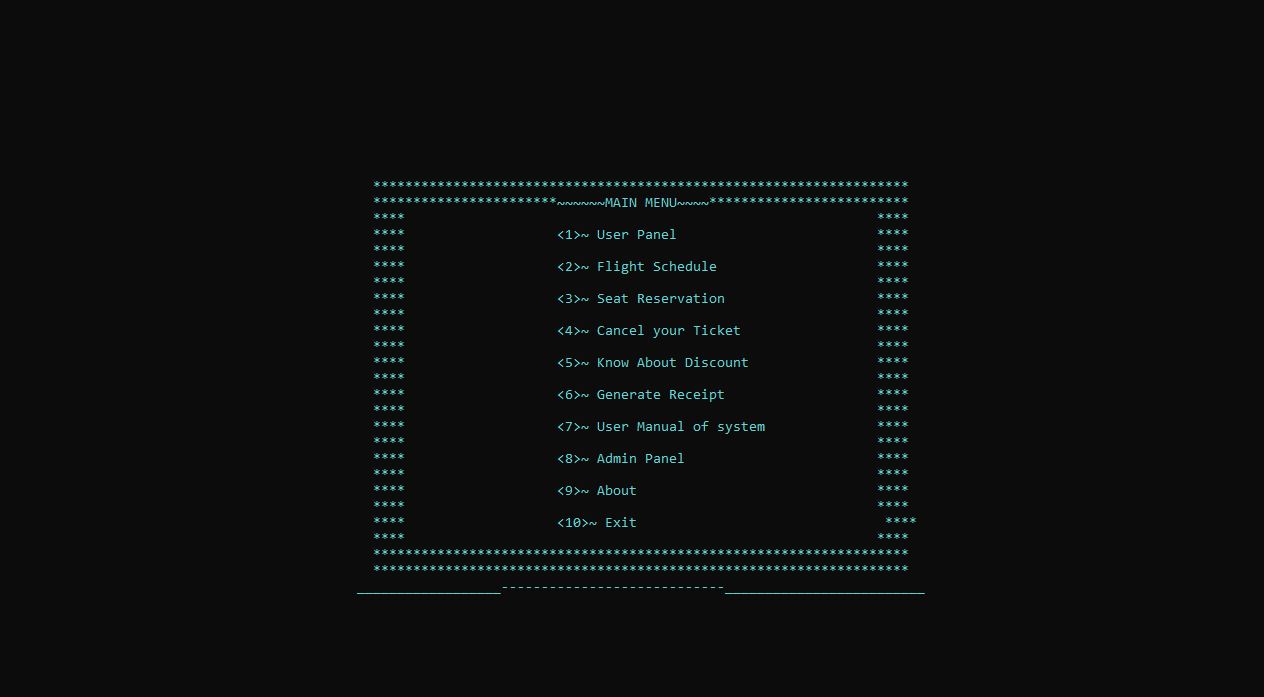 *******************************************************************
***********************~~~~~~MAIN MENU~~~~*************************
****                                                           ****
****                   <1>~ User Panel                         ****
****                                                           ****
****                   <2>~ Flight Schedule                    ****
****                                                           ****
****                   <3>~ Seat Reservation                   ****
****                                                           ****
****                   <4>~ Cancel your Ticket                 ****
****                                                           ****
****                   <5>~ Know About Discount                ****
****                                                           ****
****                   <6>~ Generate Receipt                   ****
****                                                           ****
****                   <7>~ User Manual of system              ****
****                                                           ****
****                   <8>~ Admin Panel                        ****
****                                                           ****
****                   <9>~ About                              ****
****                                                           ****
****                   <10>~ Exit                               ****
****                                                           ****
*******************************************************************
*******************************************************************
__________________----------------------------_________________________